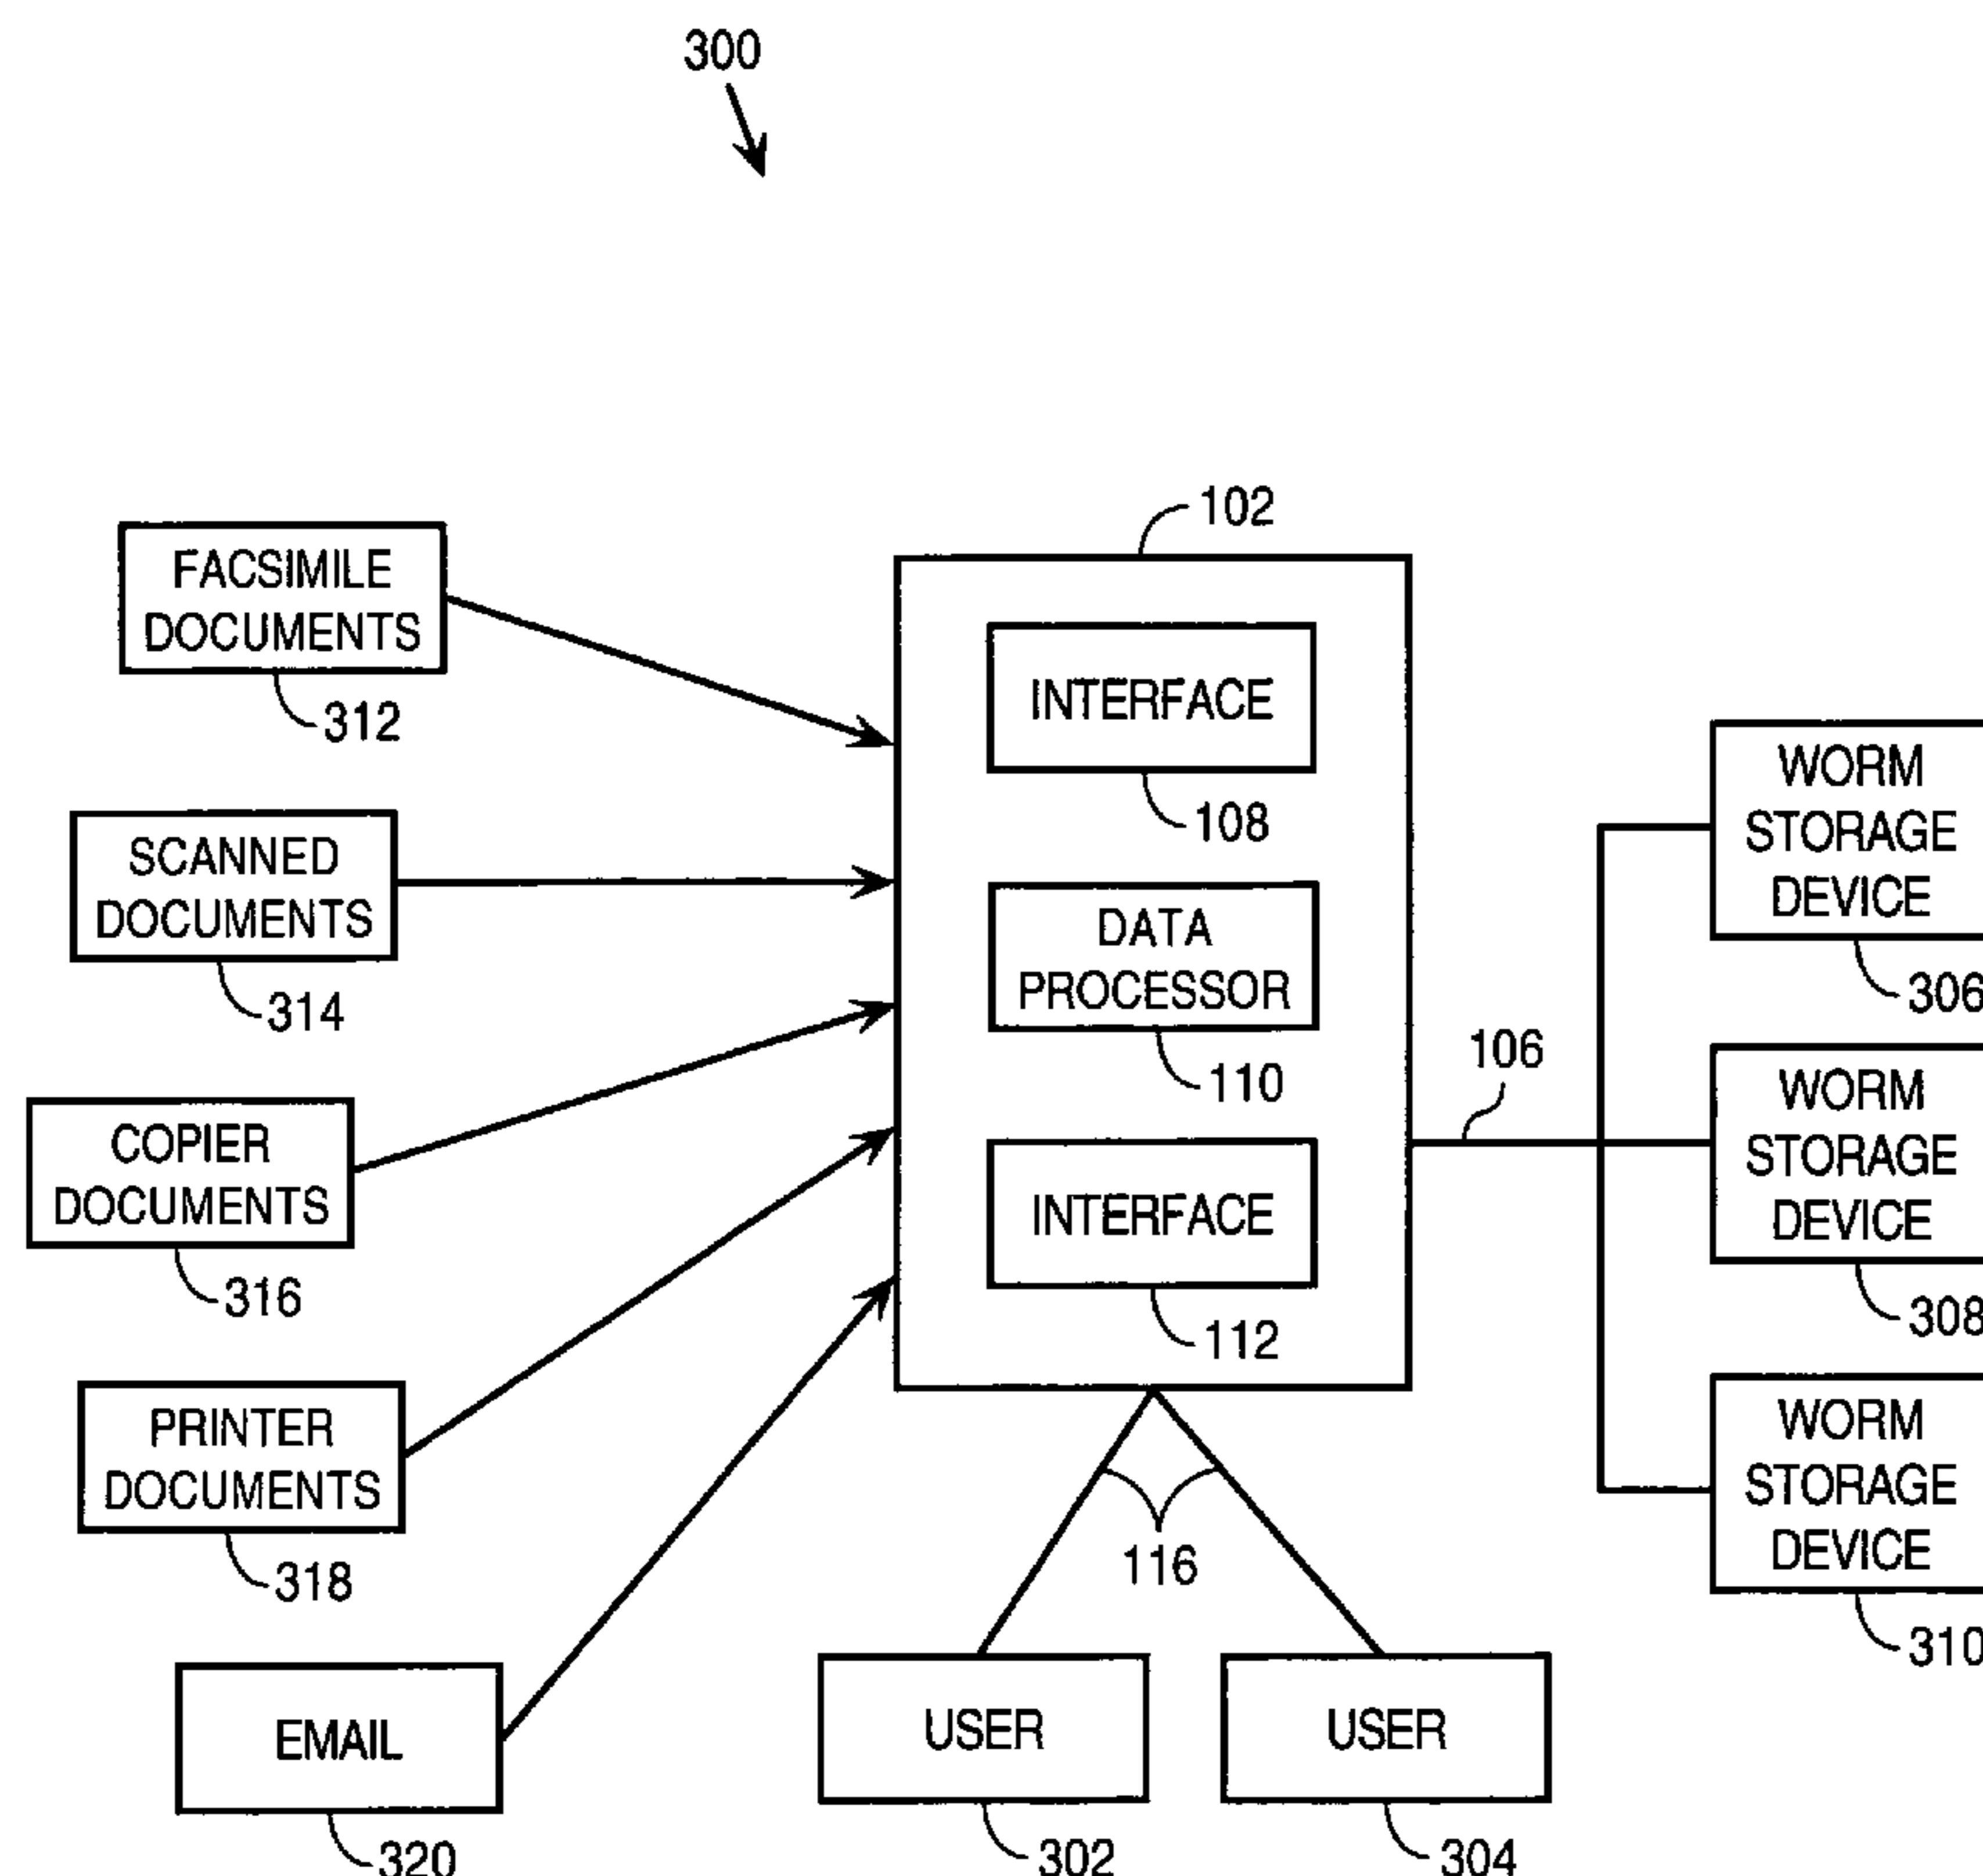 300
102
FACSIMILE
DOCUMENTS
312
SCANNED
DOCUMENTS
314
COPIER
DOCUMENTS
316
PRINTER
DOCUMENTS
318
EMAIL
320
INTERFACE
108
DATA
PROCESSOR
110
INTERFACE
112
106
116
USER
302
USER
304
WORM
STORAGE
DEVICE
306
WORM
STORAGE
DEVICE
308
WORM
STORAGE
DEVICE
310